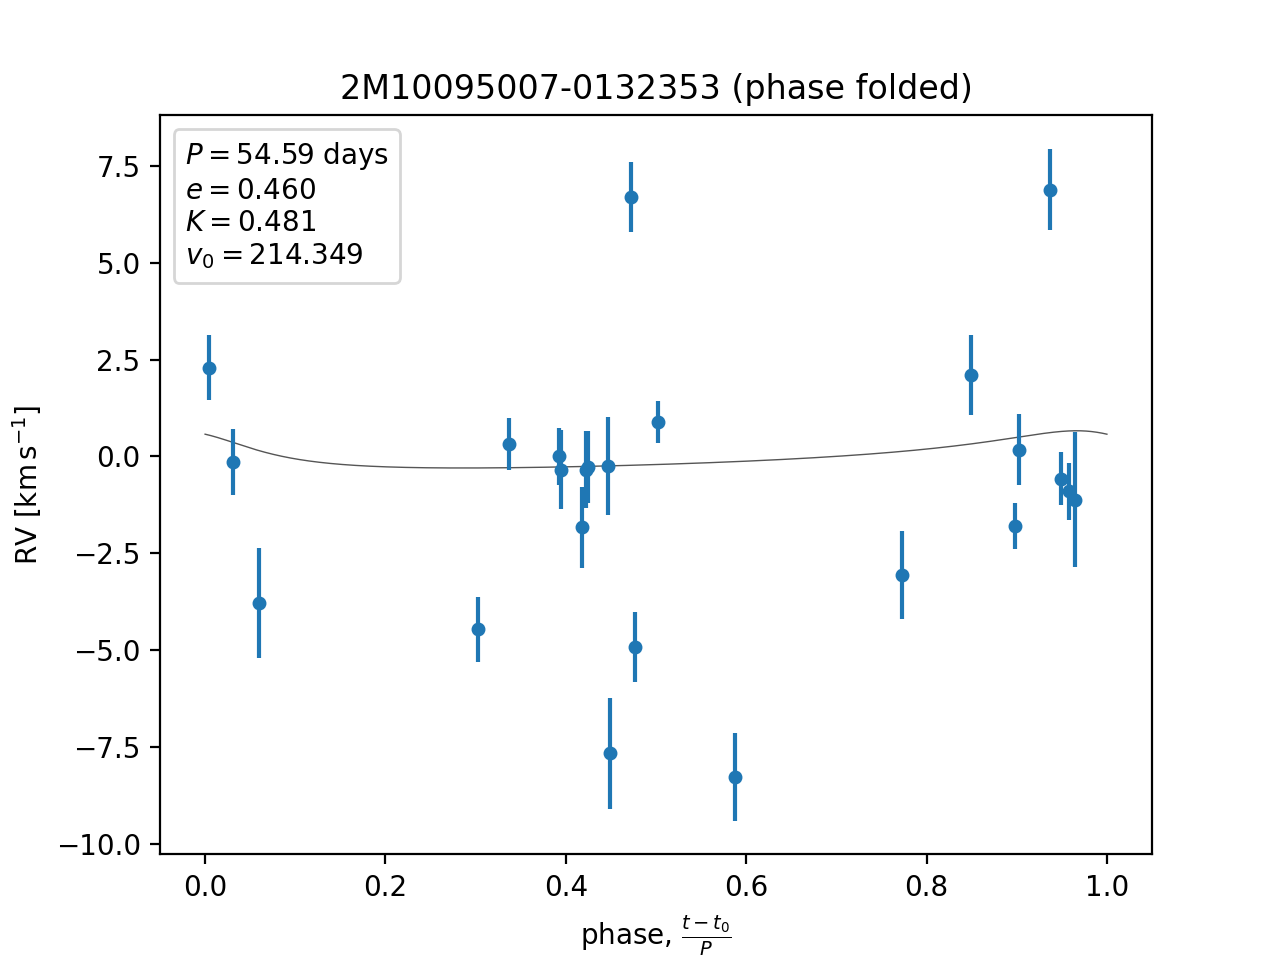 2M10095007-0132353 (phase folded)
P = 54.59 days
e = 0.460
K = 0.481
v₀ = 214.349
7.5
5.0
2.5
0.0
−2.5
−5.0
−7.5
−10.0
RV [km s⁻¹]
0.0 0.2 0.4 0.6 0.8 1.0
phase, (t − t₀)/P